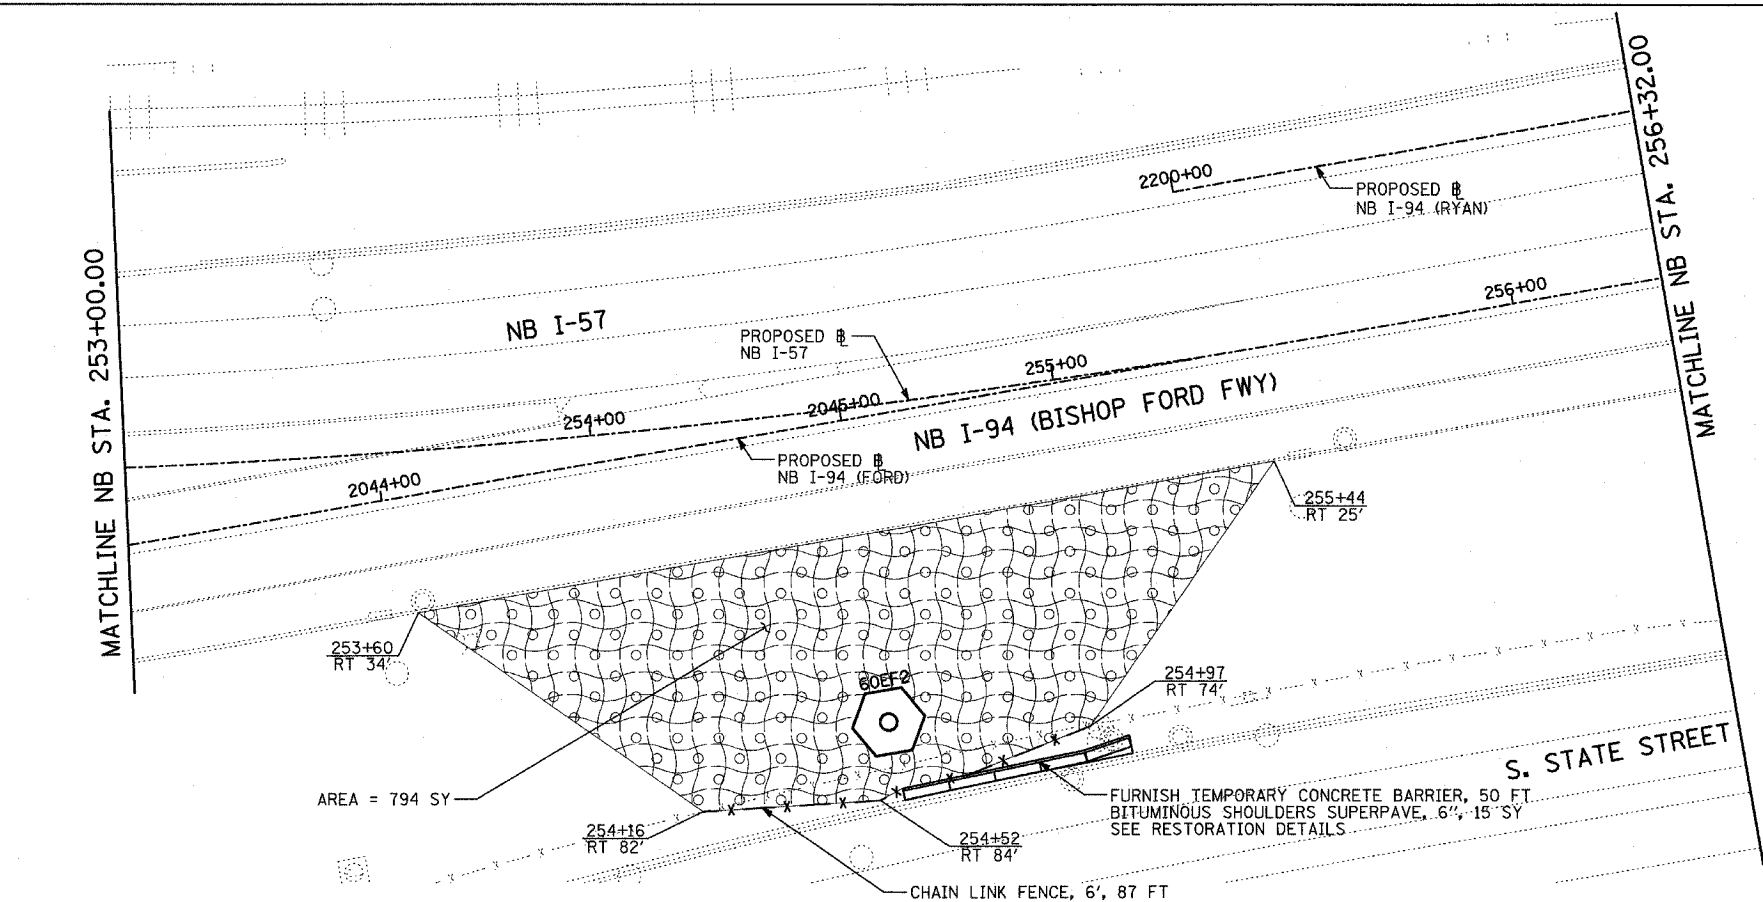 MATCHLINE NB STA. 253+00.00
MATCHLINE NB STA. 256+32.00
2200+00
PROPOSED ⅊
NB I-94 (RYAN)
256+00
NB I-57
PROPOSED ⅊
NB I-57
255+00
2045+00
254+00
NB I-94 (BISHOP FORD FWY)
PROPOSED ⅊
NB I-94 (FORD)
2044+00
255+44
RT 25'
253+60
RT 34'
254+97
RT 74'
60EF2
S. STATE STREET
AREA = 794 SY
FURNISH TEMPORARY CONCRETE BARRIER, 50 FT
BITUMINOUS SHOULDERS SUPERPAVE, 6", 15 SY
SEE RESTORATION DETAILS
254+16
RT 82'
254+52
RT 84'
CHAIN LINK FENCE, 6', 87 FT